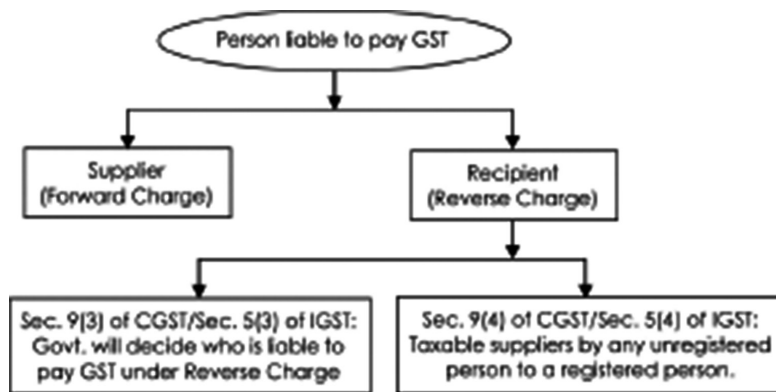 Person liable to pay GST
Supplier
(Forward Charge)
Recipient
(Reverse Charge)
Sec. 9(3) of CGST/Sec. 5(3) of IGST:
Govt. will decide who is liable to
pay GST under Reverse Charge
Sec. 9(4) of CGST/Sec. 5(4) of IGST:
Taxable suppliers by any unregistered
person to a registered person.